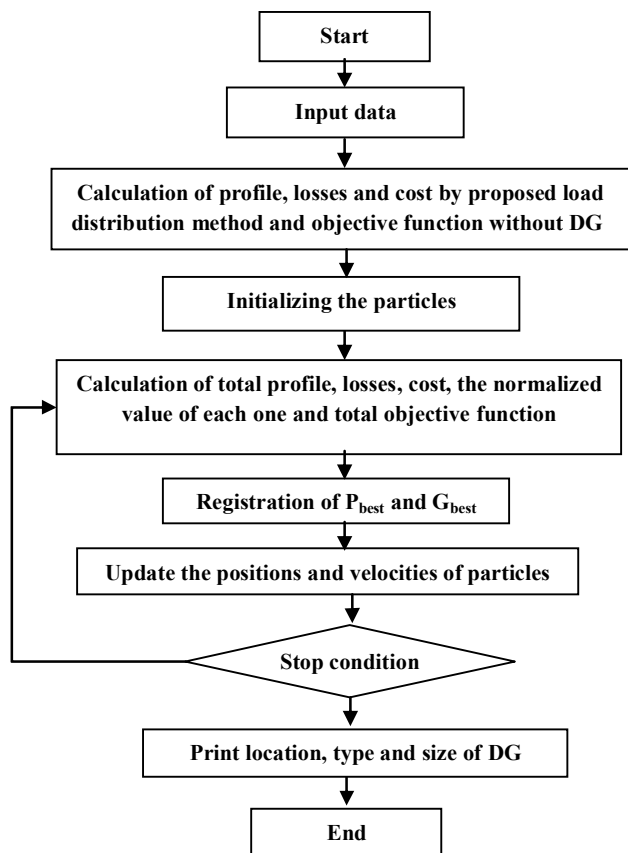 Start
Input data
Calculation of profile, losses and cost by proposed load
distribution method and objective function without DG
Initializing the particles
Calculation of total profile, losses, cost, the normalized
value of each one and total objective function
Registration of P_best and G_best
Update the positions and velocities of particles
Stop condition
Print location, type and size of DG
End